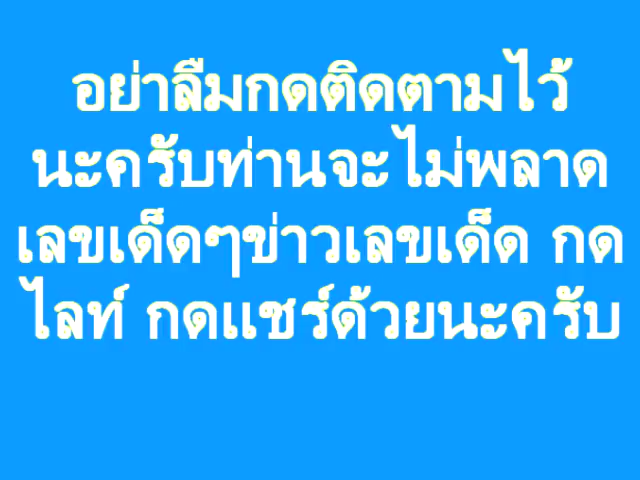 อย่าลืมกดติดตามไว้
นะครับท่านจะไม่พลาด
เลขเด็ดๆข่าวเลขเด็ด กด
ไลท์ กดแชร์ด้วยนะครับ